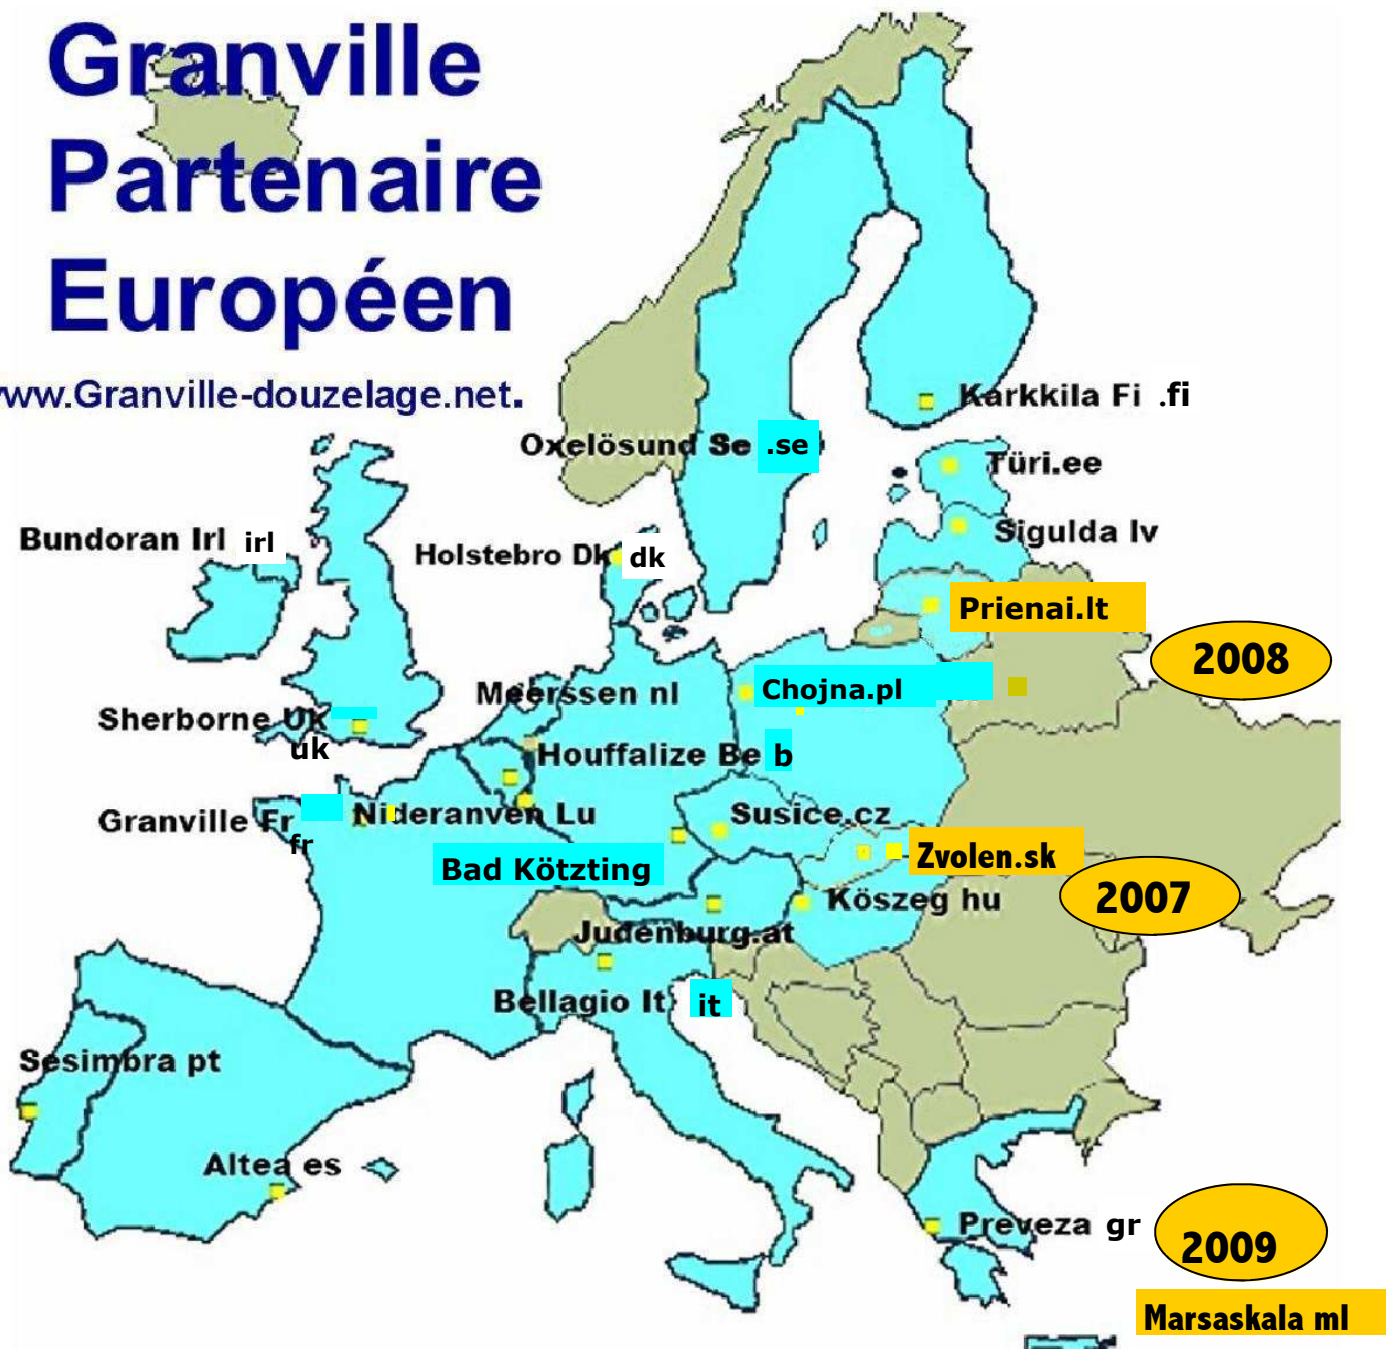 Granville
Partenaire
Européen
www.Granville-douzelage.net.
Karkkila Fi .fi
Oxelösund Se .se
Türi.ee
Sigulda lv
Bundoran Irl irl
Holstebro Dk dk
Prienai.lt
2008
Meerssen nl
Chojna.pl
Sherborne UK
uk
Houffalize Be b
Granville Fr
fr
Nideranven Lu
Susice.cz
Bad Kötzting
Zvolen.sk
2007
Köszeg hu
Judenburg.at
Bellagio It it
Sesimbra pt
Altea es
Preveza gr
2009
Marsaskala ml